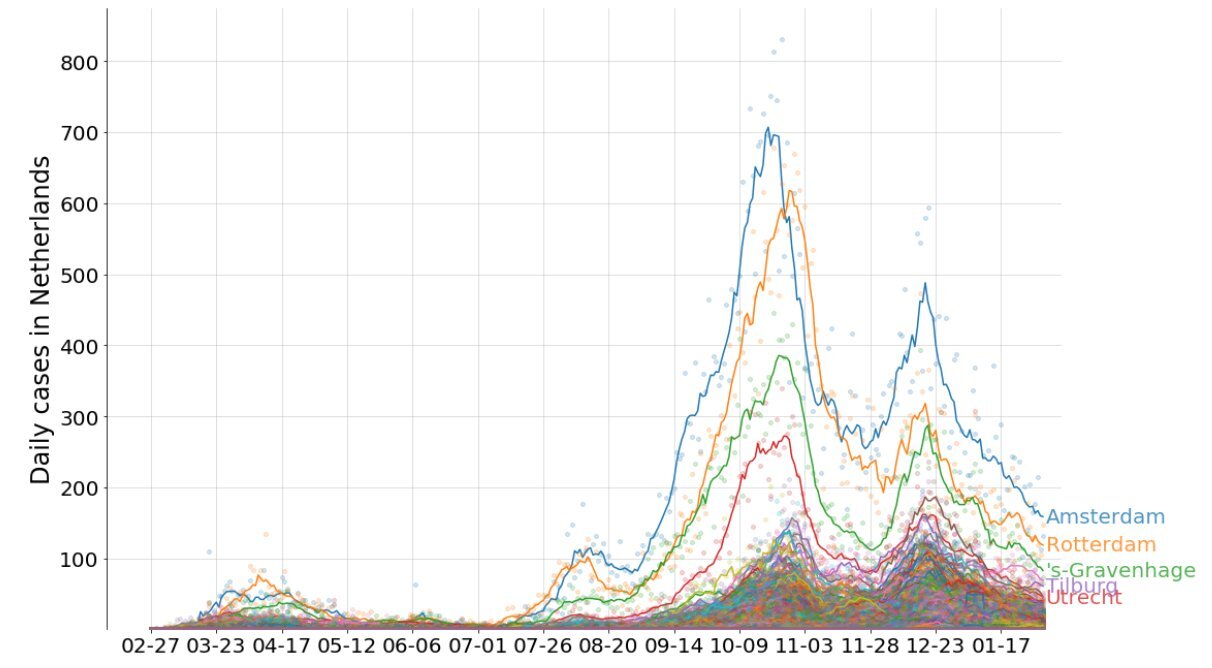 Daily cases in Netherlands
800
700
600
500
400
300
200
100
02-27 03-23 04-17 05-12 06-06 07-01 07-26 08-20 09-14 10-09 11-03 11-28 12-23 01-17
Amsterdam
Rotterdam
's-Gravenhage
Tilburg
Utrecht